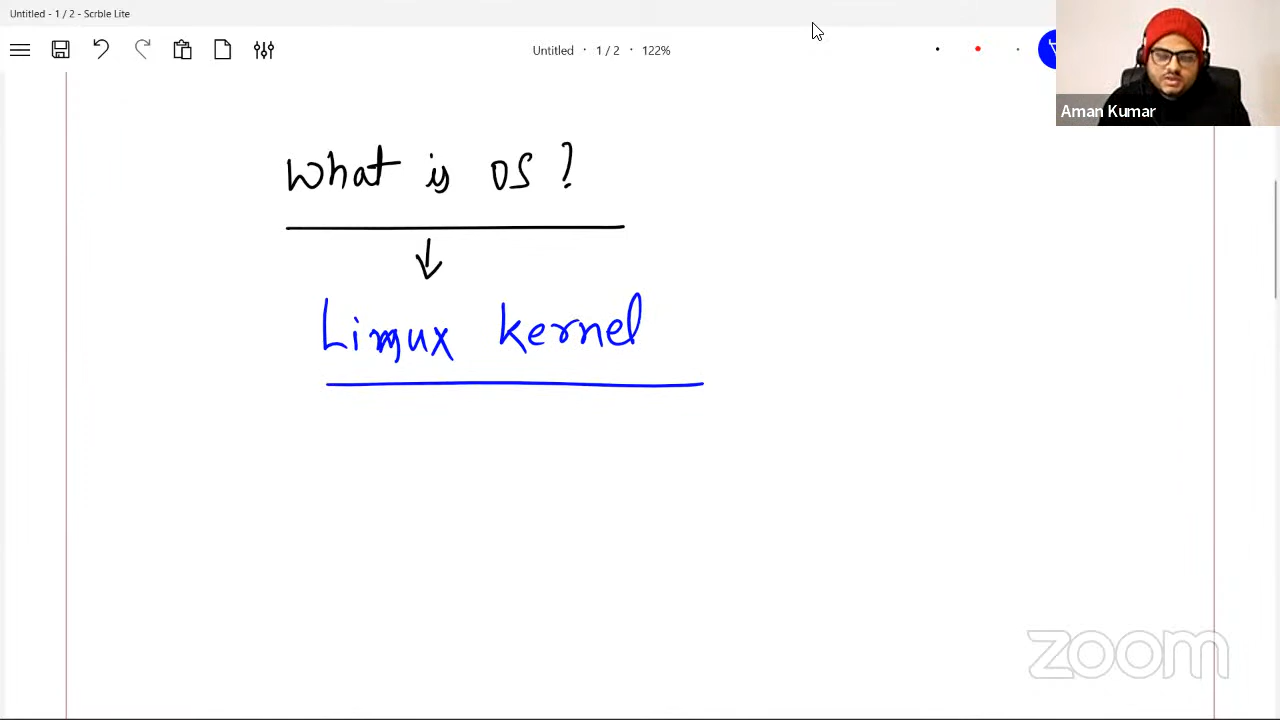 Untitled - 1 / 2 - Scrble Lite
Untitled · 1 / 2 · 122%
Aman Kumar
What is OS ?
Linux kernel
zoom